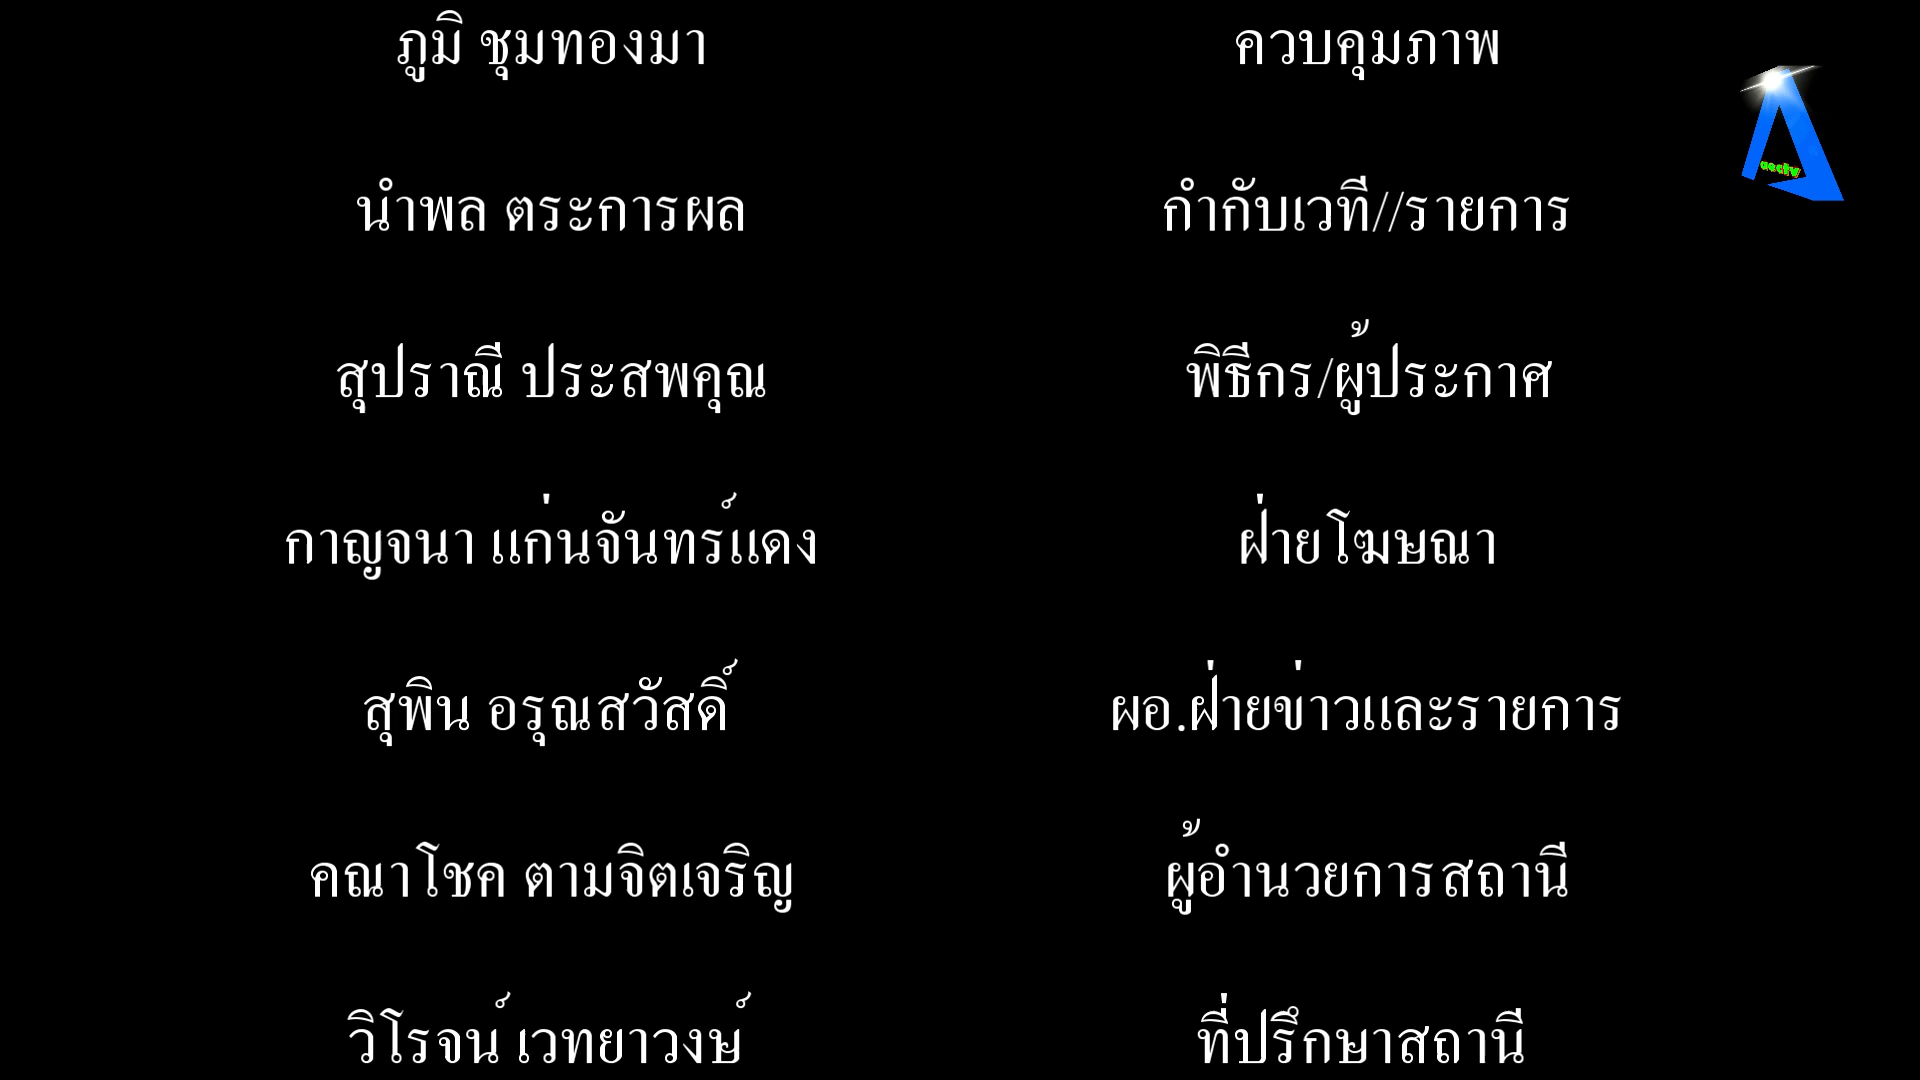 ภูมิ ชุมทองมา ควบคุมภาพ
aectv
นำพล ตระการผล กำกับเวที//รายการ
สุปราณี ประสพคุณ พิธีกร/ผู้ประกาศ
กาญจนา แก่นจันทร์แดง ฝ่ายโฆษณา
สุพิน อรุณสวัสดิ์ ผอ.ฝ่ายข่าวและรายการ
คณาโชค ตามจิตเจริญ ผู้อำนวยการสถานี
วิโรจน์ เวทยาวงษ์ ที่ปรึกษาสถานี